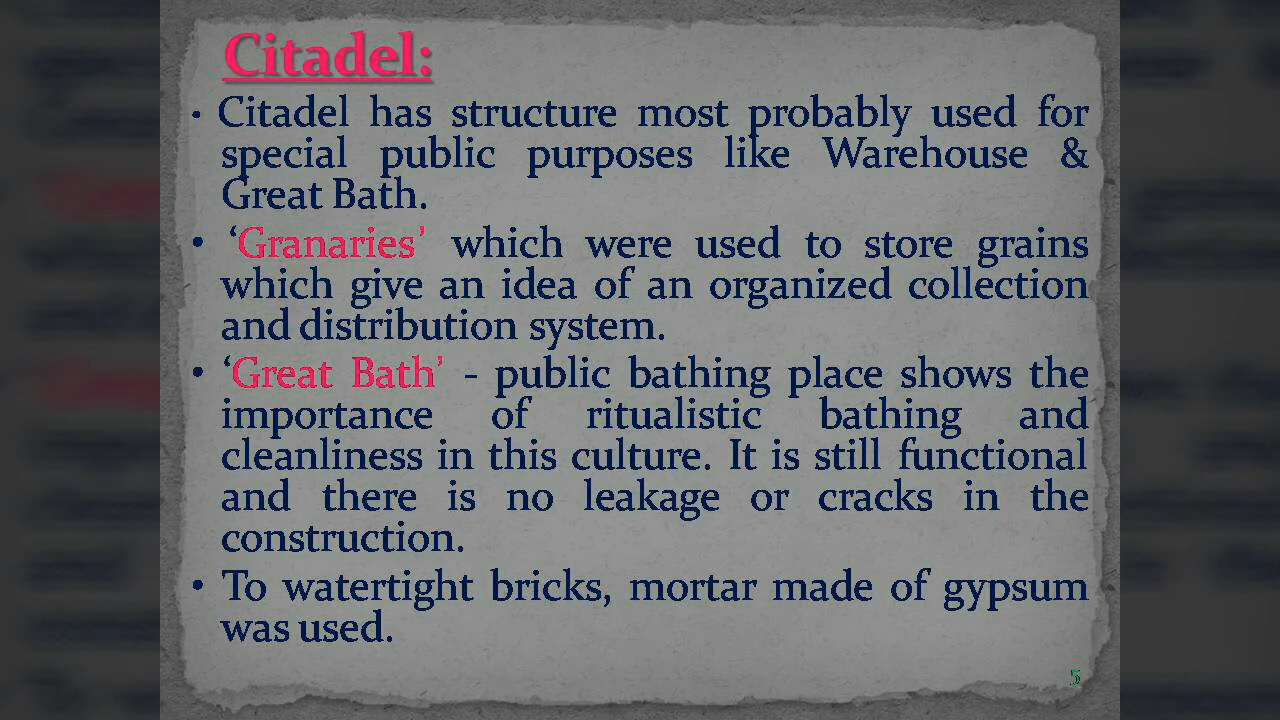 Citadel:
• Citadel has structure most probably used for
special public purposes like Warehouse &
Great Bath.
• ‘Granaries’ which were used to store grains
which give an idea of an organized collection
and distribution system.
• ‘Great Bath’ - public bathing place shows the
importance of ritualistic bathing and
cleanliness in this culture. It is still functional
and there is no leakage or cracks in the
construction.
• To watertight bricks, mortar made of gypsum
was used.
5